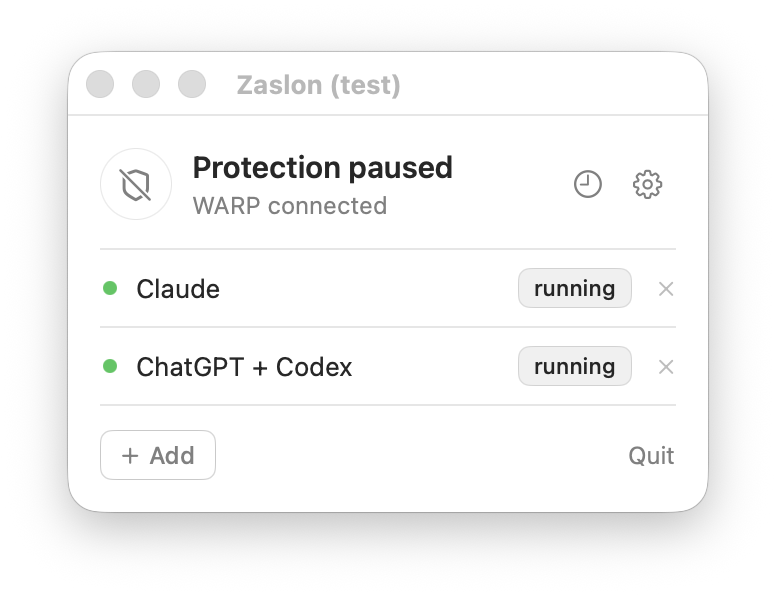 Zaslon (test)
Protection paused
WARP connected
Claude running
ChatGPT + Codex running
+ Add Quit